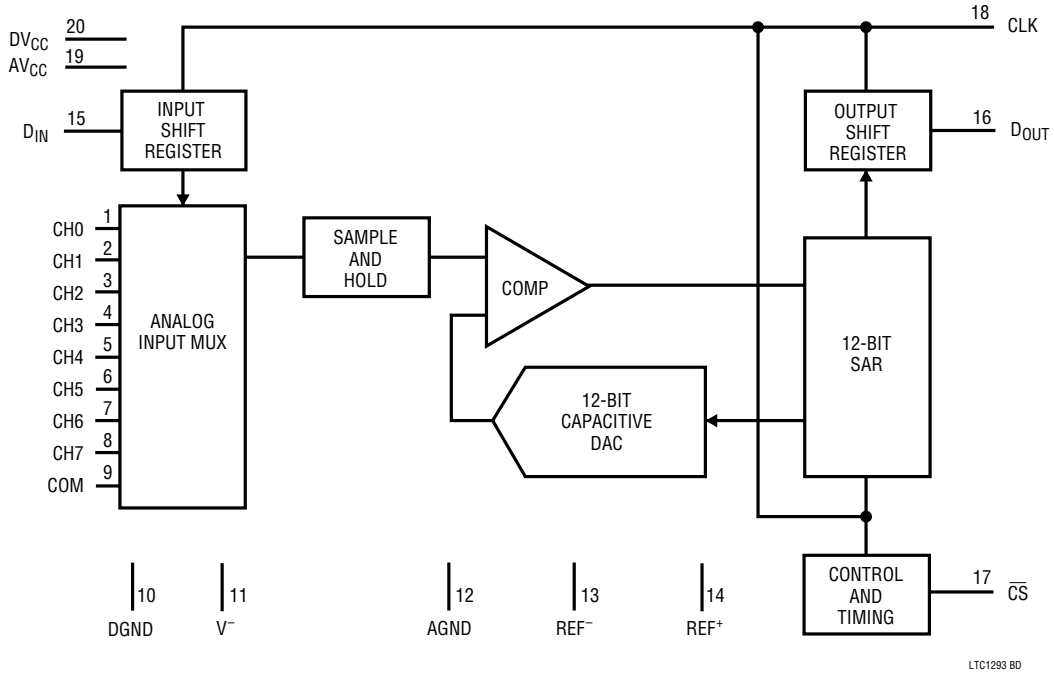 DVCC 20
AVCC 19
18 CLK
DIN 15
INPUT
SHIFT
REGISTER
OUTPUT
SHIFT
REGISTER
16 DOUT
CH0 1
CH1 2
CH2 3
CH3 4
CH4 5
CH5 6
CH6 7
CH7 8
COM 9
ANALOG
INPUT MUX
SAMPLE
AND
HOLD
COMP
12-BIT
CAPACITIVE
DAC
12-BIT
SAR
CONTROL
AND
TIMING
17 C̅S̅
10
DGND
11
V–
12
AGND
13
REF–
14
REF+
LTC1293 BD